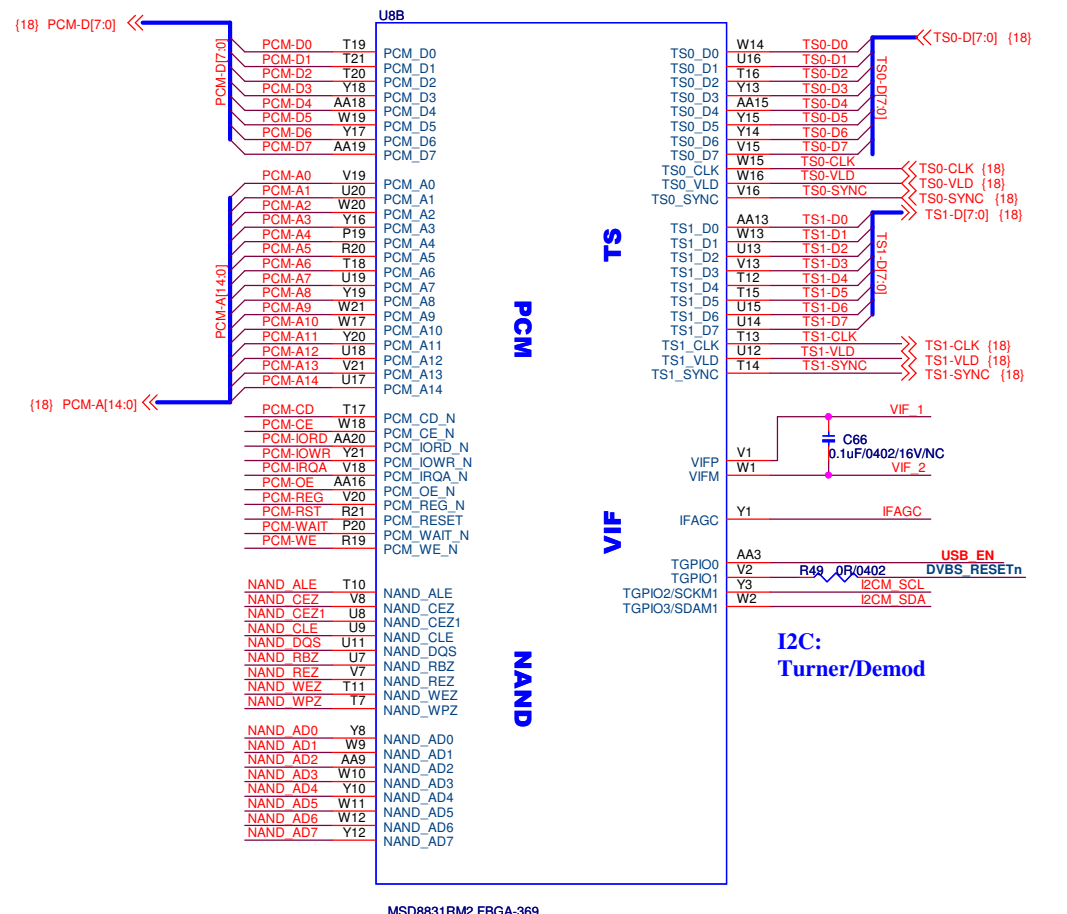 U8B
{18} PCM-D[7:0]
PCM-D[7:0]
PCM-D0 T19 PCM_D0
PCM-D1 T21 PCM_D1
PCM-D2 T20 PCM_D2
PCM-D3 Y18 PCM_D3
PCM-D4 AA18 PCM_D4
PCM-D5 W19 PCM_D5
PCM-D6 Y17 PCM_D6
PCM-D7 AA19 PCM_D7
PCM-A0 V19 PCM_A0
PCM-A1 U20 PCM_A1
PCM-A2 W20 PCM_A2
PCM-A3 Y16 PCM_A3
PCM-A4 P19 PCM_A4
PCM-A5 R20 PCM_A5
PCM-A6 T18 PCM_A6
PCM-A7 U19 PCM_A7
PCM-A8 Y19 PCM_A8
PCM-A9 W21 PCM_A9
PCM-A10 W17 PCM_A10
PCM-A11 Y20 PCM_A11
PCM-A12 U18 PCM_A12
PCM-A13 V21 PCM_A13
PCM-A14 U17 PCM_A14
PCM-A[14:0]
{18} PCM-A[14:0]
PCM-CD T17 PCM_CD_N
PCM-CE W18 PCM_CE_N
PCM-IORD AA20 PCM_IORD_N
PCM-IOWR Y21 PCM_IOWR_N
PCM-IRQA V18 PCM_IRQA_N
PCM-OE AA16 PCM_OE_N
PCM-REG V20 PCM_REG_N
PCM-RST R21 PCM_RESET
PCM-WAIT P20 PCM_WAIT_N
PCM-WE R19 PCM_WE_N
NAND_ALE T10 NAND_ALE
NAND_CEZ V8 NAND_CEZ
NAND_CEZ1 U8 NAND_CEZ1
NAND_CLE U9 NAND_CLE
NAND_DQS U11 NAND_DQS
NAND_RBZ U7 NAND_RBZ
NAND_REZ V7 NAND_REZ
NAND_WEZ T11 NAND_WEZ
NAND_WPZ T7 NAND_WPZ
NAND_AD0 Y8 NAND_AD0
NAND_AD1 W9 NAND_AD1
NAND_AD2 AA9 NAND_AD2
NAND_AD3 W10 NAND_AD3
NAND_AD4 Y10 NAND_AD4
NAND_AD5 W11 NAND_AD5
NAND_AD6 W12 NAND_AD6
NAND_AD7 Y12 NAND_AD7
PCM
NAND
TS
VIF
TS0_D0 W14 TS0-D0
TS0_D1 U16 TS0-D1
TS0_D2 T16 TS0-D2
TS0_D3 Y13 TS0-D3
TS0_D4 AA15 TS0-D4
TS0_D5 Y15 TS0-D5
TS0_D6 Y14 TS0-D6
TS0_D7 V15 TS0-D7
TS0-D[7:0]
TS0-D[7:0] {18}
TS0_CLK W15 TS0-CLK TS0-CLK {18}
TS0_VLD W16 TS0-VLD TS0-VLD {18}
TS0_SYNC V16 TS0-SYNC TS0-SYNC {18}
TS1-D[7:0] {18}
TS1_D0 AA13 TS1-D0
TS1_D1 W13 TS1-D1
TS1_D2 U13 TS1-D2
TS1_D3 V13 TS1-D3
TS1_D4 T12 TS1-D4
TS1_D5 T15 TS1-D5
TS1_D6 U15 TS1-D6
TS1_D7 U14 TS1-D7
TS1-D[7:0]
TS1_CLK T13 TS1-CLK TS1-CLK {18}
TS1_VLD U12 TS1-VLD TS1-VLD {18}
TS1_SYNC T14 TS1-SYNC TS1-SYNC {18}
VIF_1
C66
0.1uF/0402/16V/NC
VIFP V1
VIFM W1 VIF_2
IFAGC Y1 IFAGC
TGPIO0 AA3 USB_EN
TGPIO1 V2 R49 0R/0402 DVBS_RESETn
TGPIO2/SCKM1 Y3 I2CM_SCL
TGPIO3/SDAM1 W2 I2CM_SDA
I2C:
Turner/Demod
MSD8831RM2 FBGA-369